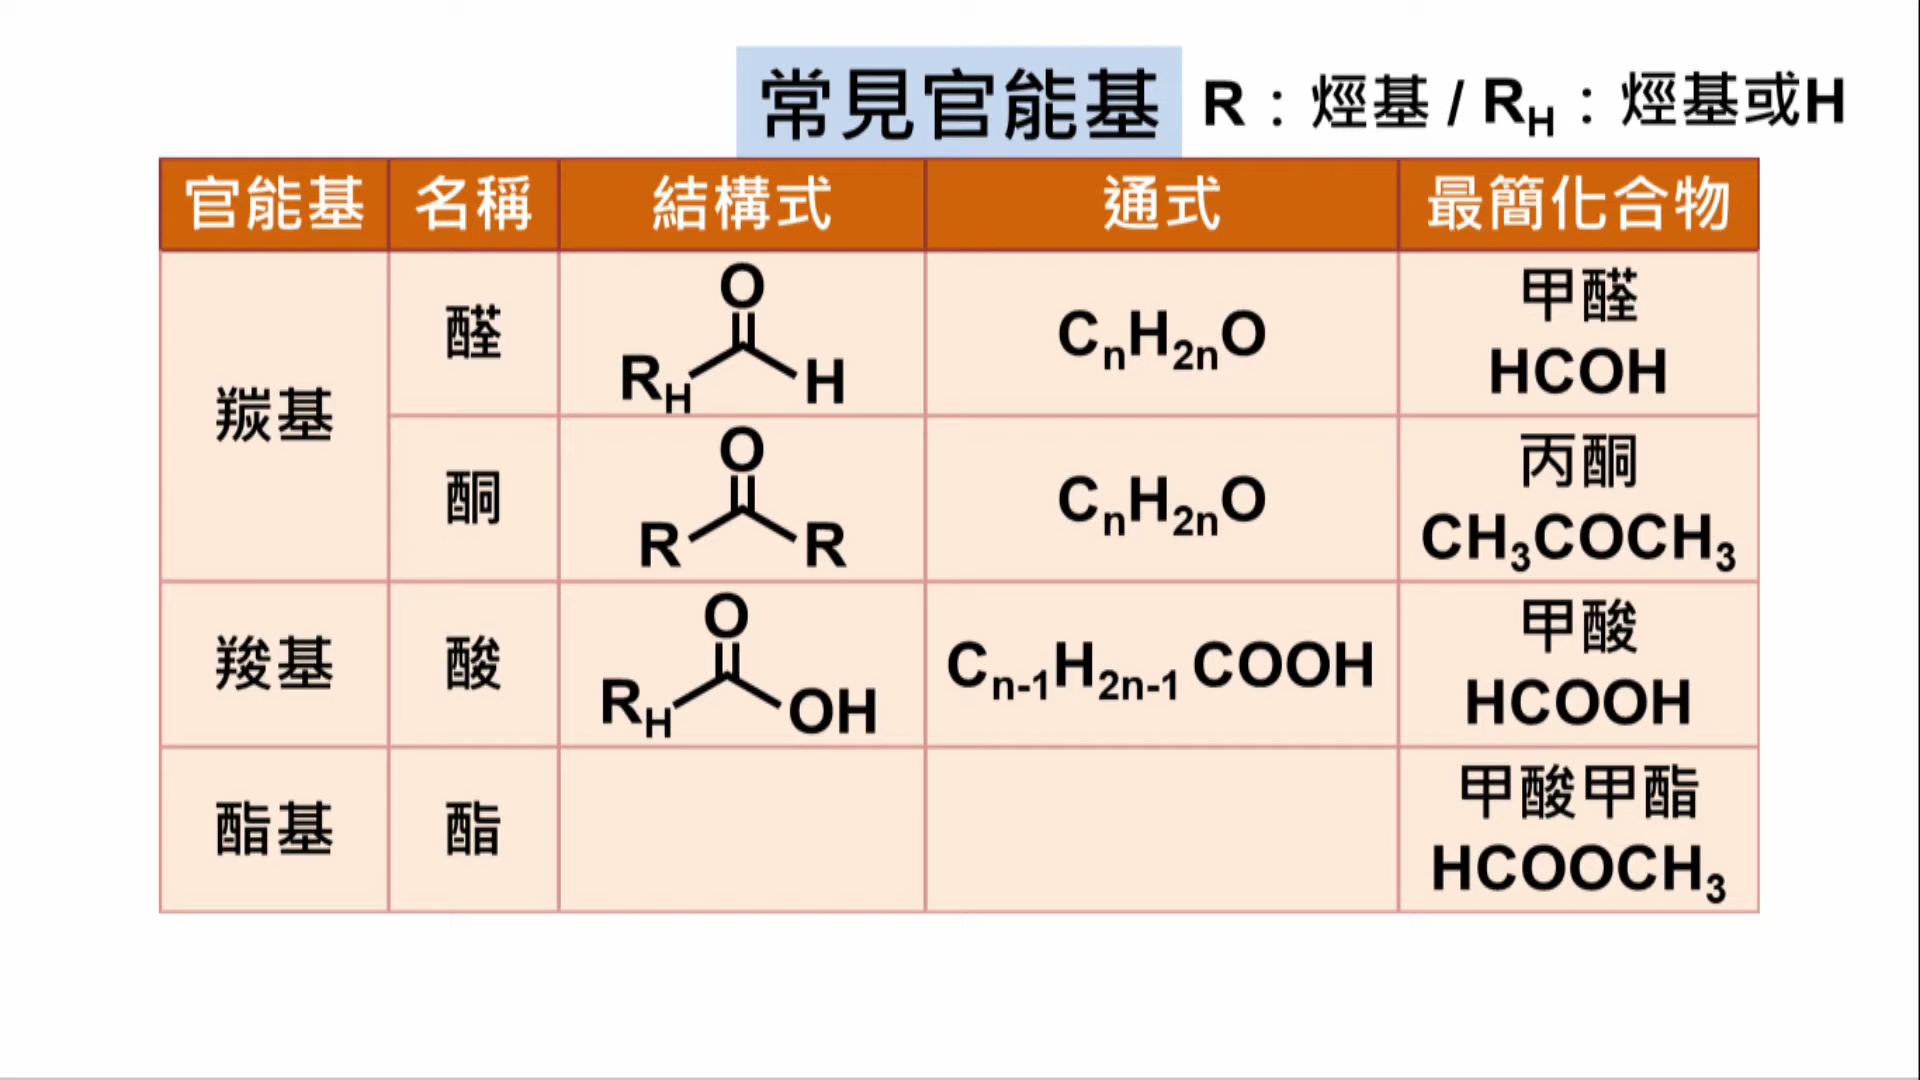 常見官能基 R：烴基 / RH：烴基或H
官能基 名稱 結構式 通式 最簡化合物
羰基
醛
O
RH H
CnH2nO
甲醛
HCOH
酮
O
R R
CnH2nO
丙酮
CH3COCH3
羧基
酸
O
RH OH
Cn-1H2n-1 COOH
甲酸
HCOOH
酯基
酯
甲酸甲酯
HCOOCH3